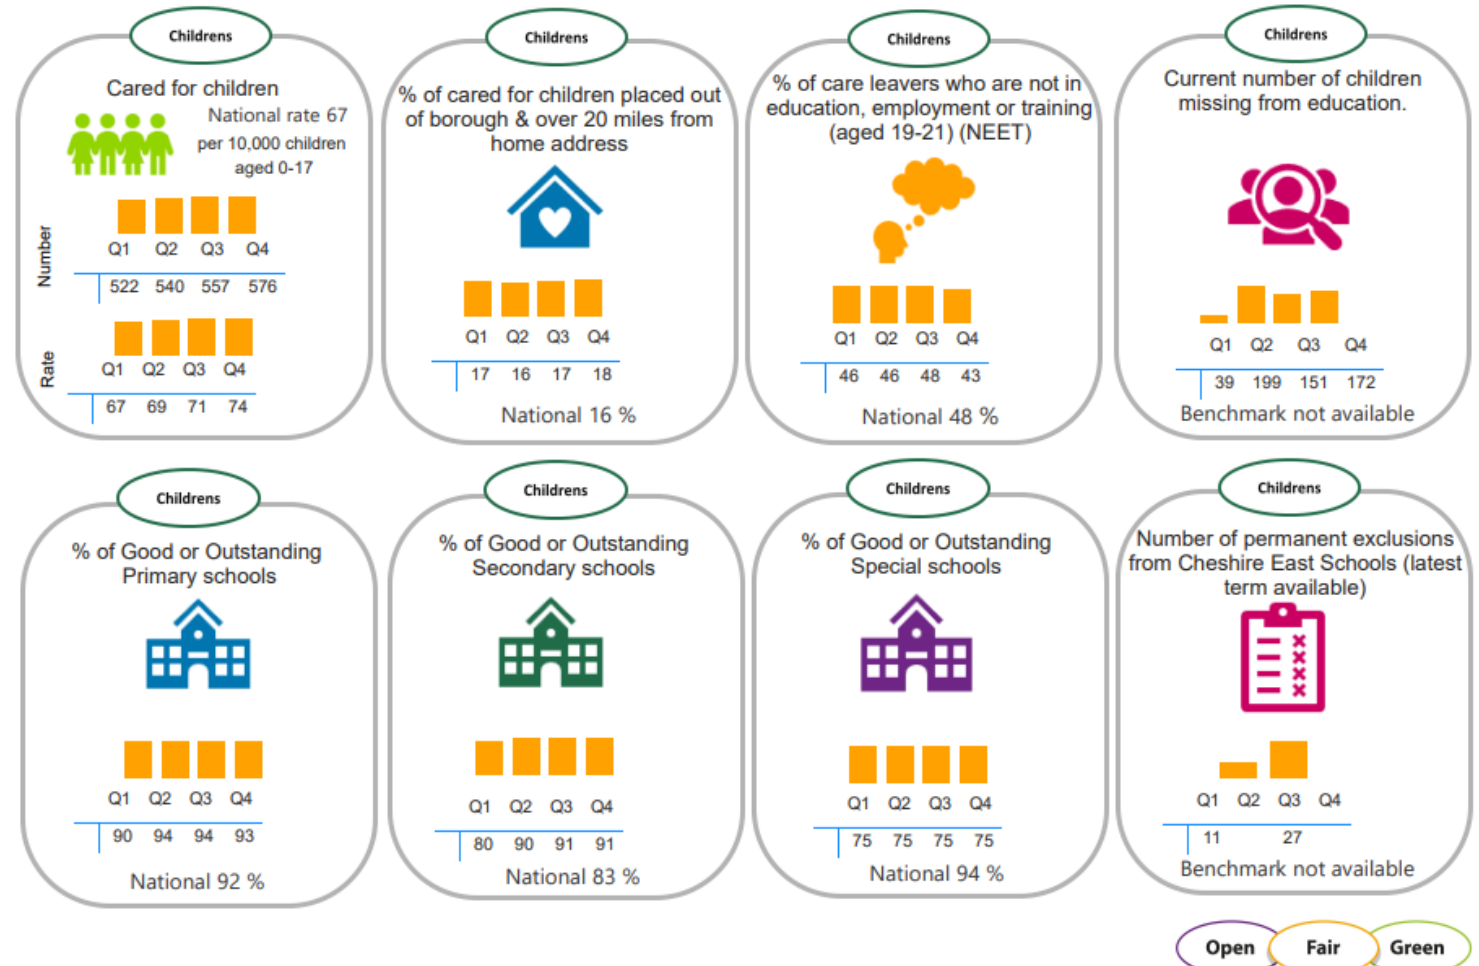 Childrens
Cared for children
National rate 67
per 10,000 children
aged 0-17
Number
Q1 Q2 Q3 Q4
522 540 557 576
Rate
Q1 Q2 Q3 Q4
67 69 71 74
Childrens
% of cared for children placed out
of borough & over 20 miles from
home address
Q1 Q2 Q3 Q4
17 16 17 18
National 16 %
Childrens
% of care leavers who are not in
education, employment or training
(aged 19-21) (NEET)
Q1 Q2 Q3 Q4
46 46 48 43
National 48 %
Childrens
Current number of children
missing from education.
Q1 Q2 Q3 Q4
39 199 151 172
Benchmark not available
Childrens
% of Good or Outstanding
Primary schools
Q1 Q2 Q3 Q4
90 94 94 93
National 92 %
Childrens
% of Good or Outstanding
Secondary schools
Q1 Q2 Q3 Q4
80 90 91 91
National 83 %
Childrens
% of Good or Outstanding
Special schools
Q1 Q2 Q3 Q4
75 75 75 75
National 94 %
Childrens
Number of permanent exclusions
from Cheshire East Schools (latest
term available)
Q1 Q2 Q3 Q4
11 27
Benchmark not available
Open Fair Green